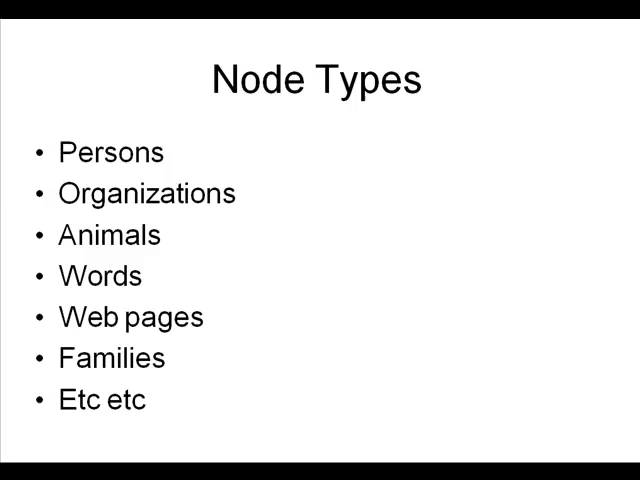 Node Types
• Persons
• Organizations
• Animals
• Words
• Web pages
• Families
• Etc etc